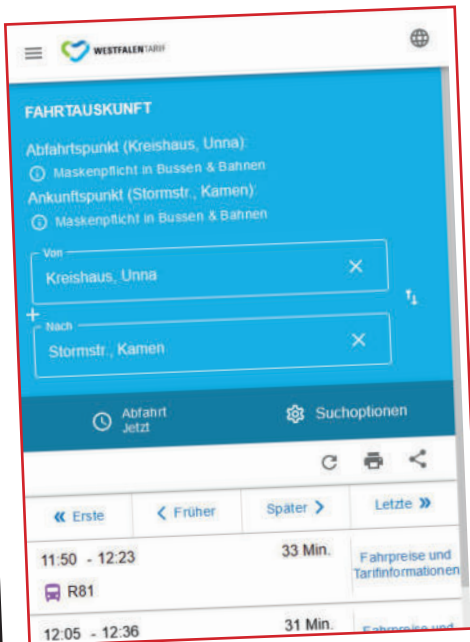 WESTFALENTARIF
FAHRTAUSKUNFT
Abfahrtspunkt (Kreishaus, Unna):
Maskenpflicht in Bussen & Bahnen
Ankunftspunkt (Stormstr., Kamen):
Maskenpflicht in Bussen & Bahnen
Von
Kreishaus, Unna
Nach
Stormstr., Kamen
Abfahrt
Jetzt
Suchoptionen
« Erste
< Früher
Später >
Letzte »
11:50 - 12:23
33 Min.
Fahrpreise und
Tarifinformationen
R81
12:05 - 12:36
31 Min.
Fahrpreise und